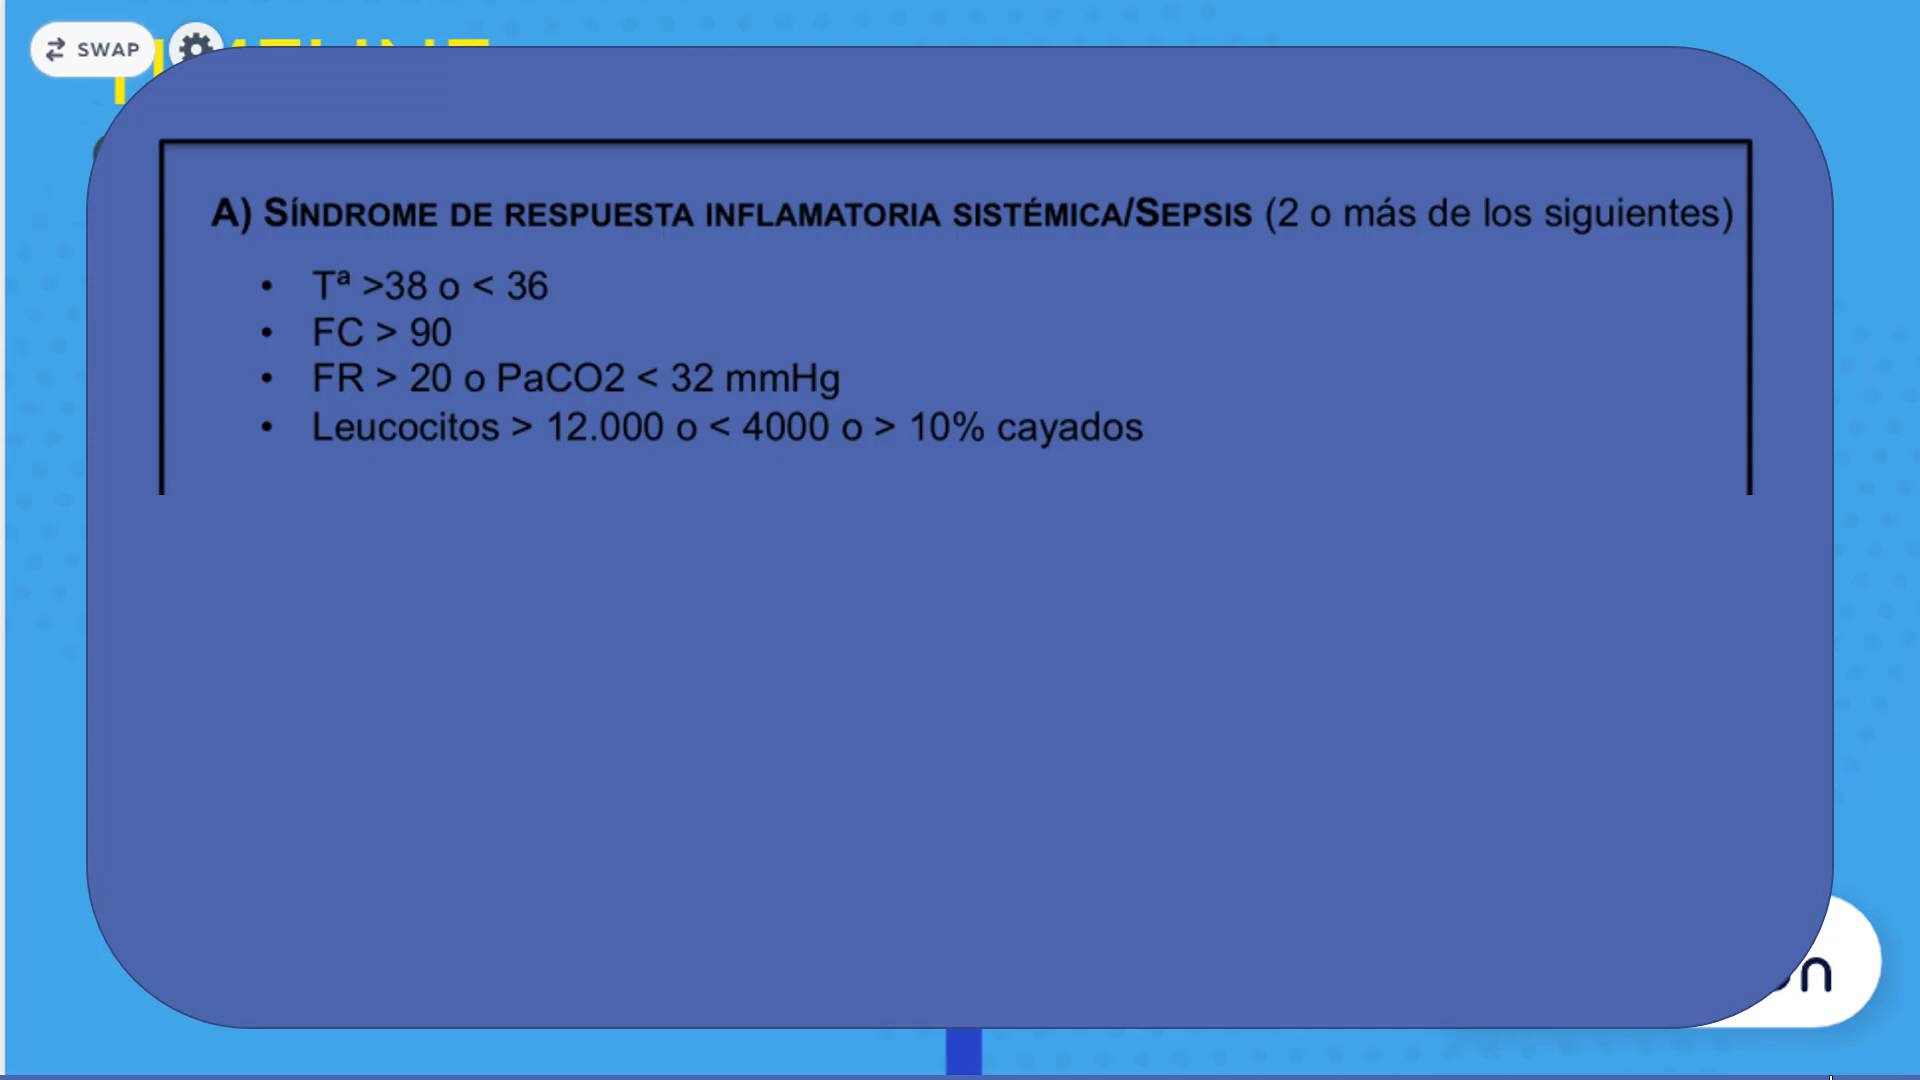 SWAP
A) SÍNDROME DE RESPUESTA INFLAMATORIA SISTÉMICA/SEPSIS (2 o más de los siguientes)
• Tª >38 o < 36
• FC > 90
• FR > 20 o PaCO2 < 32 mmHg
• Leucocitos > 12.000 o < 4000 o > 10% cayados